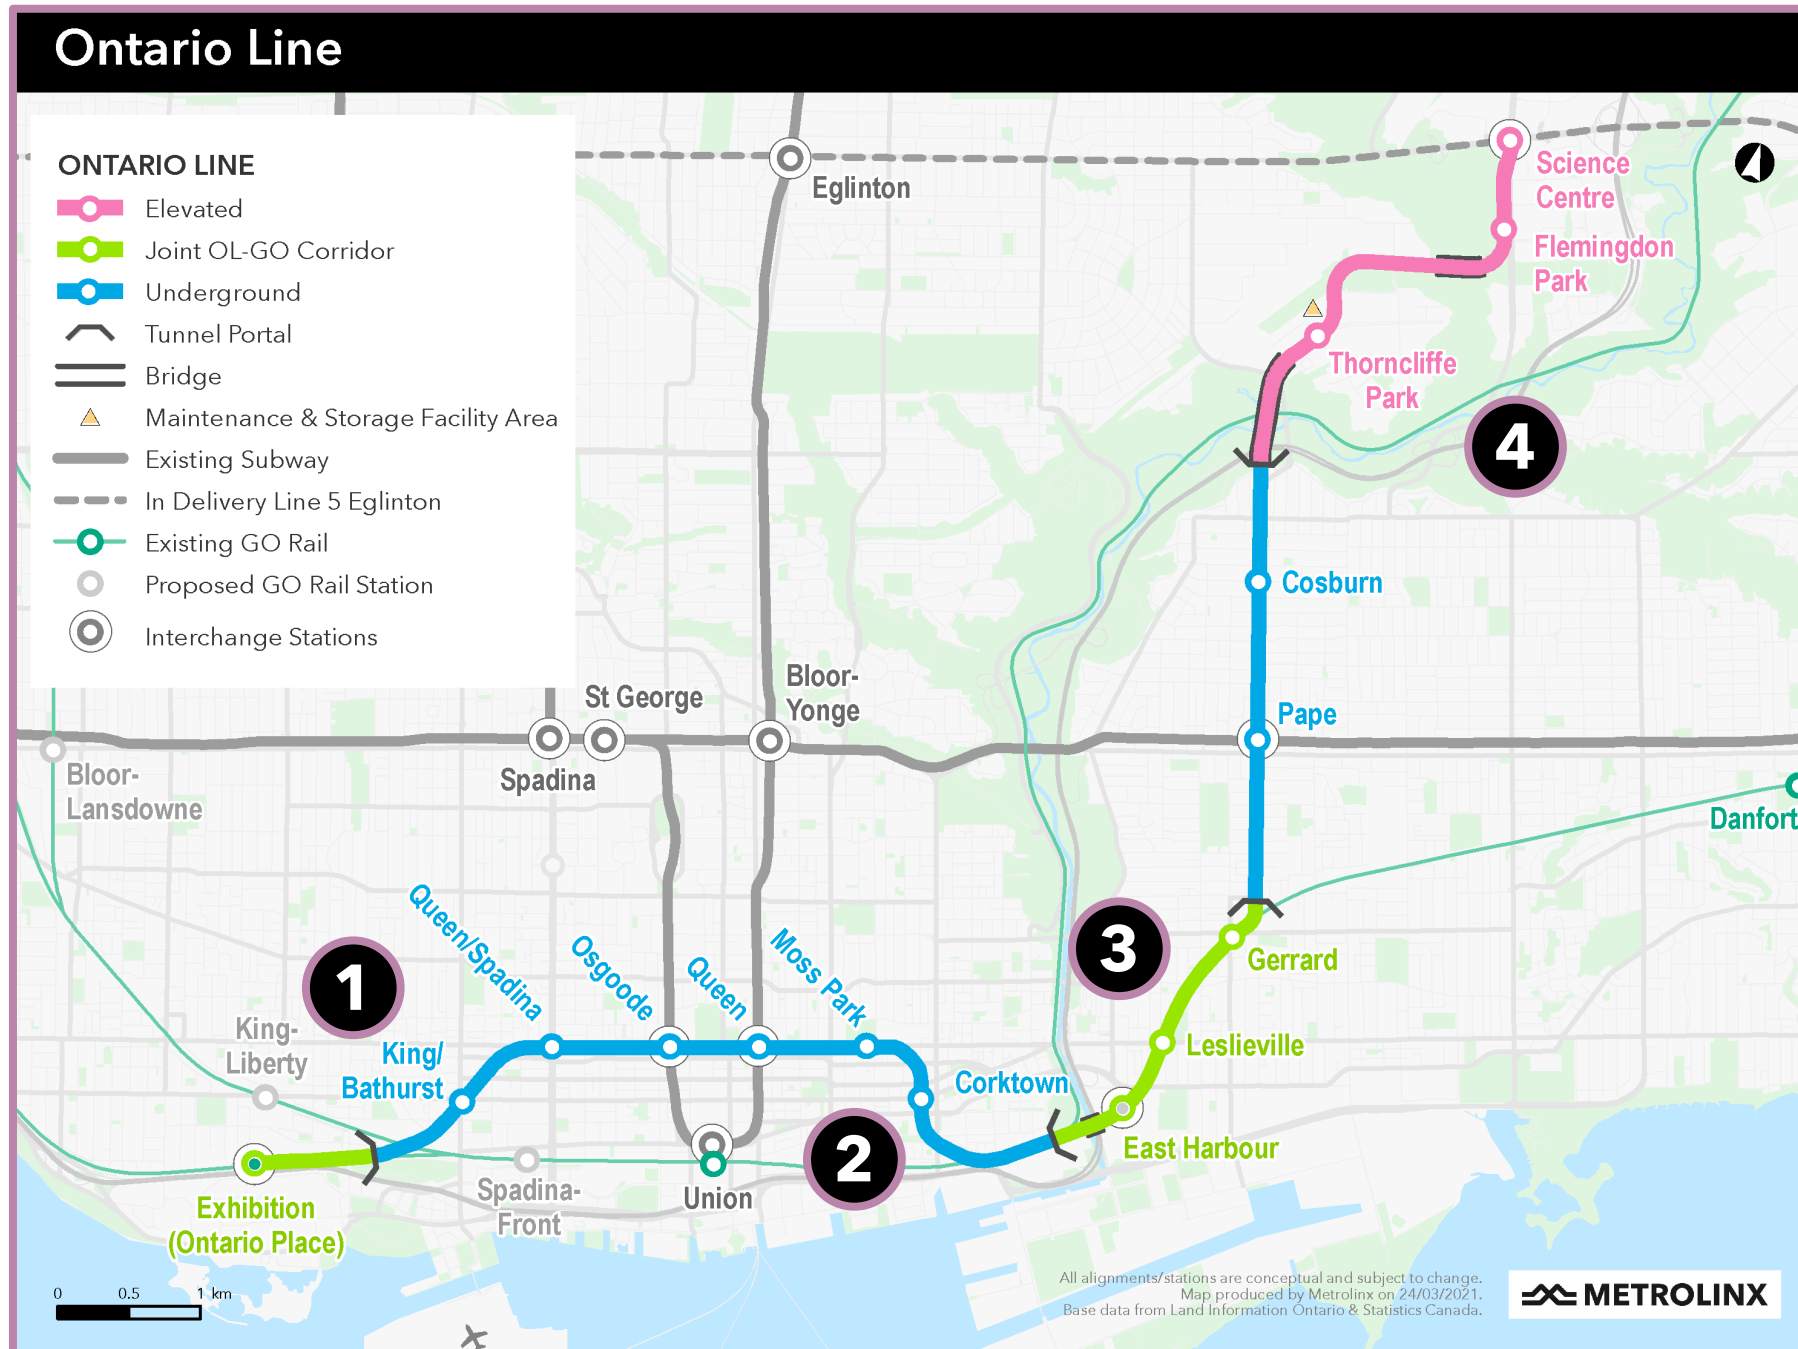 Ontario Line
ONTARIO LINE
Elevated
Joint OL-GO Corridor
Underground
Tunnel Portal
Bridge
Maintenance & Storage Facility Area
Existing Subway
In Delivery Line 5 Eglinton
Existing GO Rail
Proposed GO Rail Station
Interchange Stations
Eglinton
Science
Centre
Flemingdon
Park
Thorncliffe
Park
4
Cosburn
Pape
St George
Bloor-
Yonge
Spadina
Bloor-
Lansdowne
Danfort
Queen/Spadina
Osgoode
Queen
Moss Park
3
Gerrard
1
King-
Liberty
King/
Bathurst
Leslieville
Corktown
East Harbour
2
Exhibition
(Ontario Place)
Spadina-
Front
Union
0 0.5 1 km
All alignments/stations are conceptual and subject to change.
Map produced by Metrolinx on 24/03/2021.
Base data from Land Information Ontario & Statistics Canada.
METROLINX